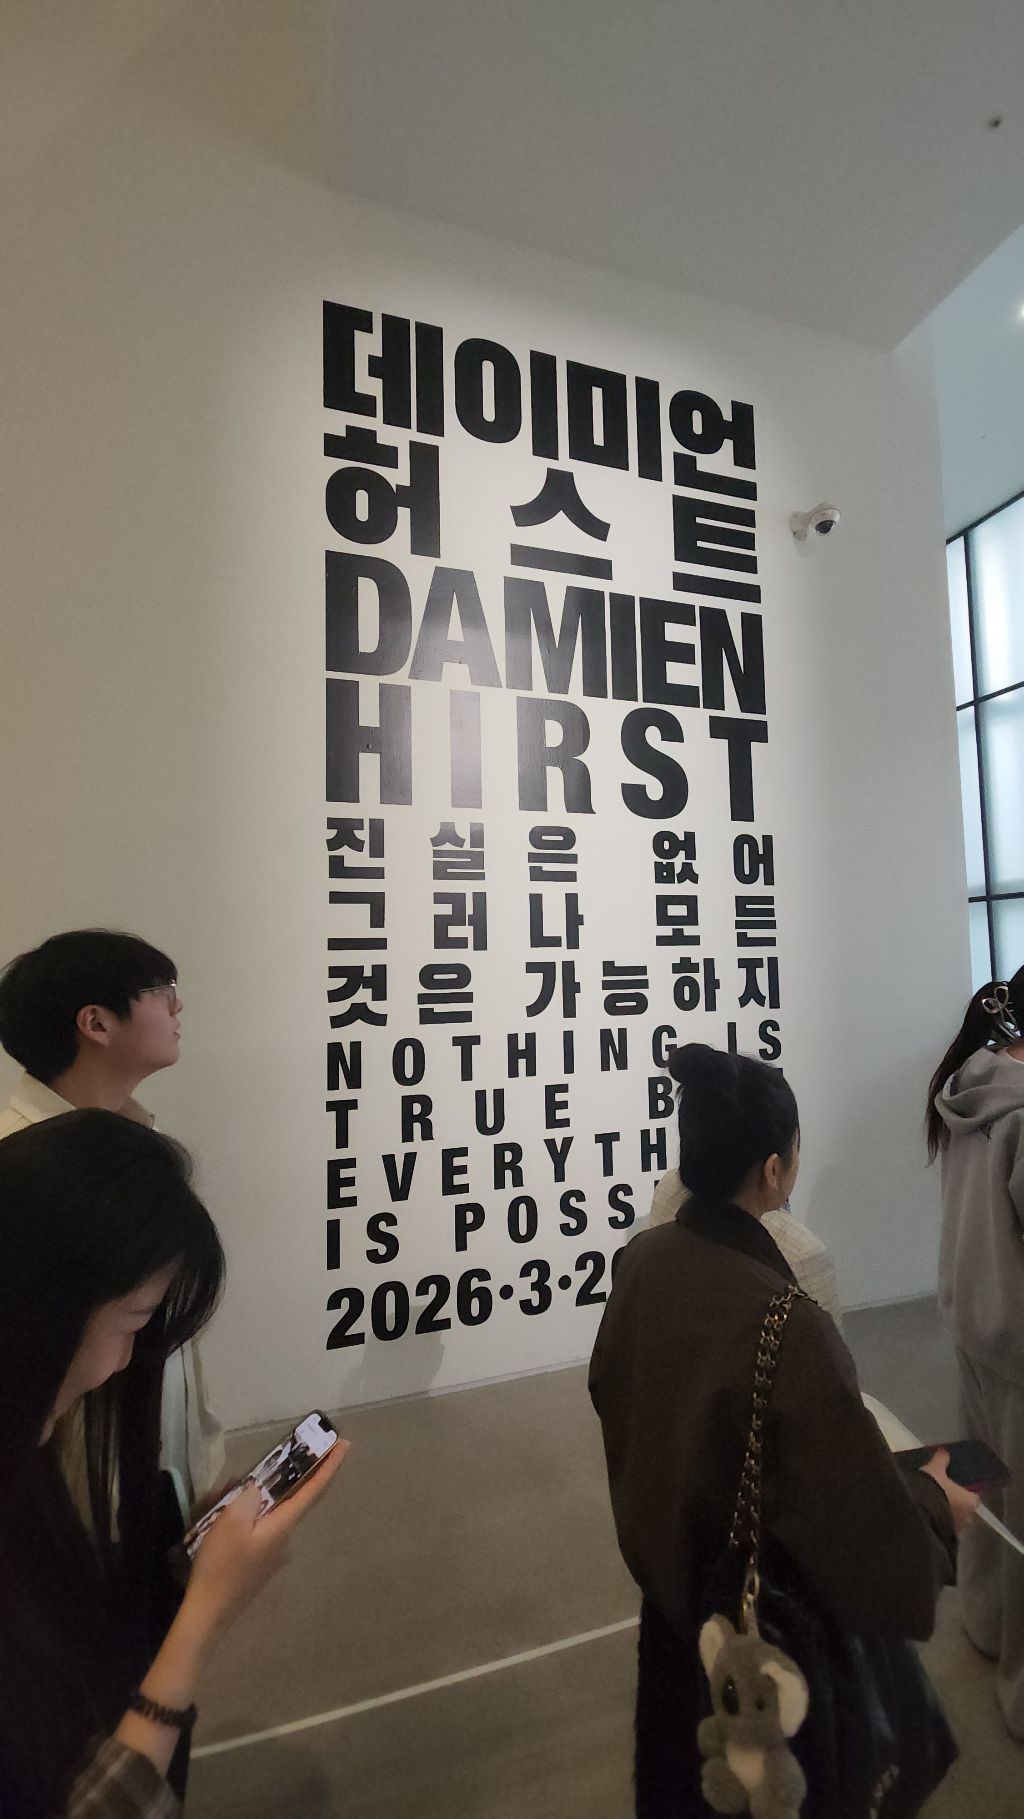 데이미언
허스트
DAMIEN
HIRST
진실은 없어
그러나 모든
것은 가능하지
NOTHING IS
TRUE
EVERYTH
IS POSS
2026·3·2